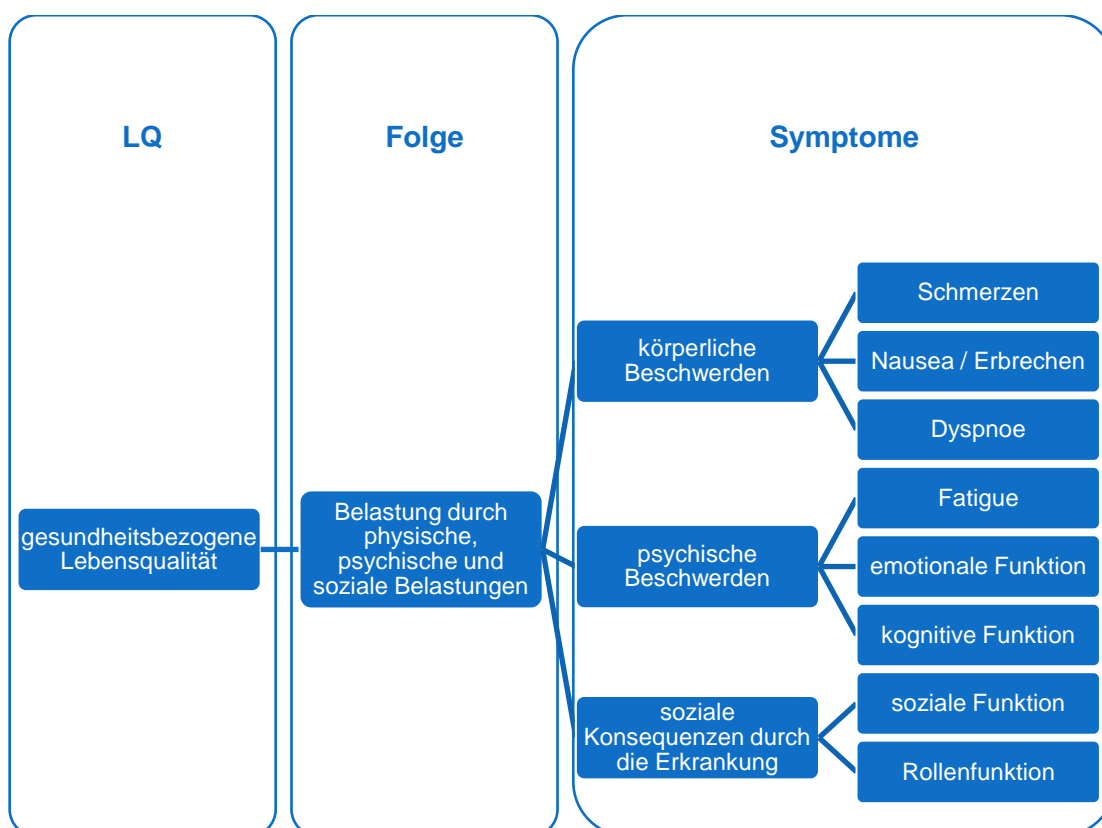 LQ
Folge
Symptome
gesundheitsbezogene
Lebensqualität
Belastung durch
physische,
psychische und
soziale Belastungen
körperliche
Beschwerden
Schmerzen
Nausea / Erbrechen
Dyspnoe
psychische
Beschwerden
Fatigue
emotionale Funktion
kognitive Funktion
soziale
Konsequenzen durch
die Erkrankung
soziale Funktion
Rollenfunktion